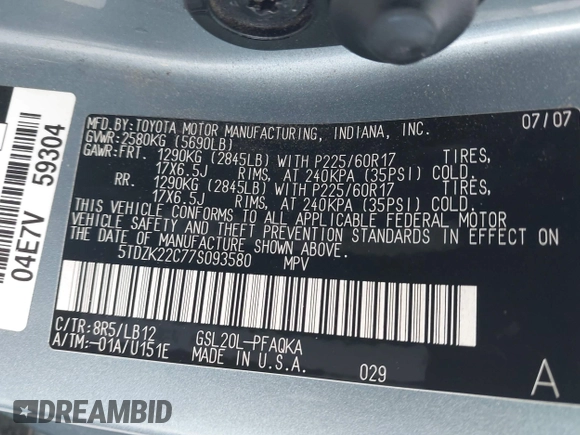 MFD.BY:TOYOTA MOTOR MANUFACTURING, INDIANA, INC. 07/07
GVWR:2580KG (5690LB)
GAWR:FRT. 1290KG (2845LB) WITH P225/60R17 TIRES,
17X6.5J RIMS, AT 240KPA (35PSI) COLD.
RR. 1290KG (2845LB) WITH P225/60R17 TIRES,
17X6.5J RIMS, AT 240KPA (35PSI) COLD.
THIS VEHICLE CONFORMS TO ALL APPLICABLE FEDERAL MOTOR
VEHICLE SAFETY AND THEFT PREVENTION STANDARDS IN EFFECT
ON THE DATE OF MANUFACTURE SHOWN ABOVE.
5TDZK22C77S093580 MPV
C/TR:8R5/LB12 GSL20L-PFAQKA
A/TM:-01A/U151E MADE IN U.S.A. 029 A
04E7V 59304
DREAMBID